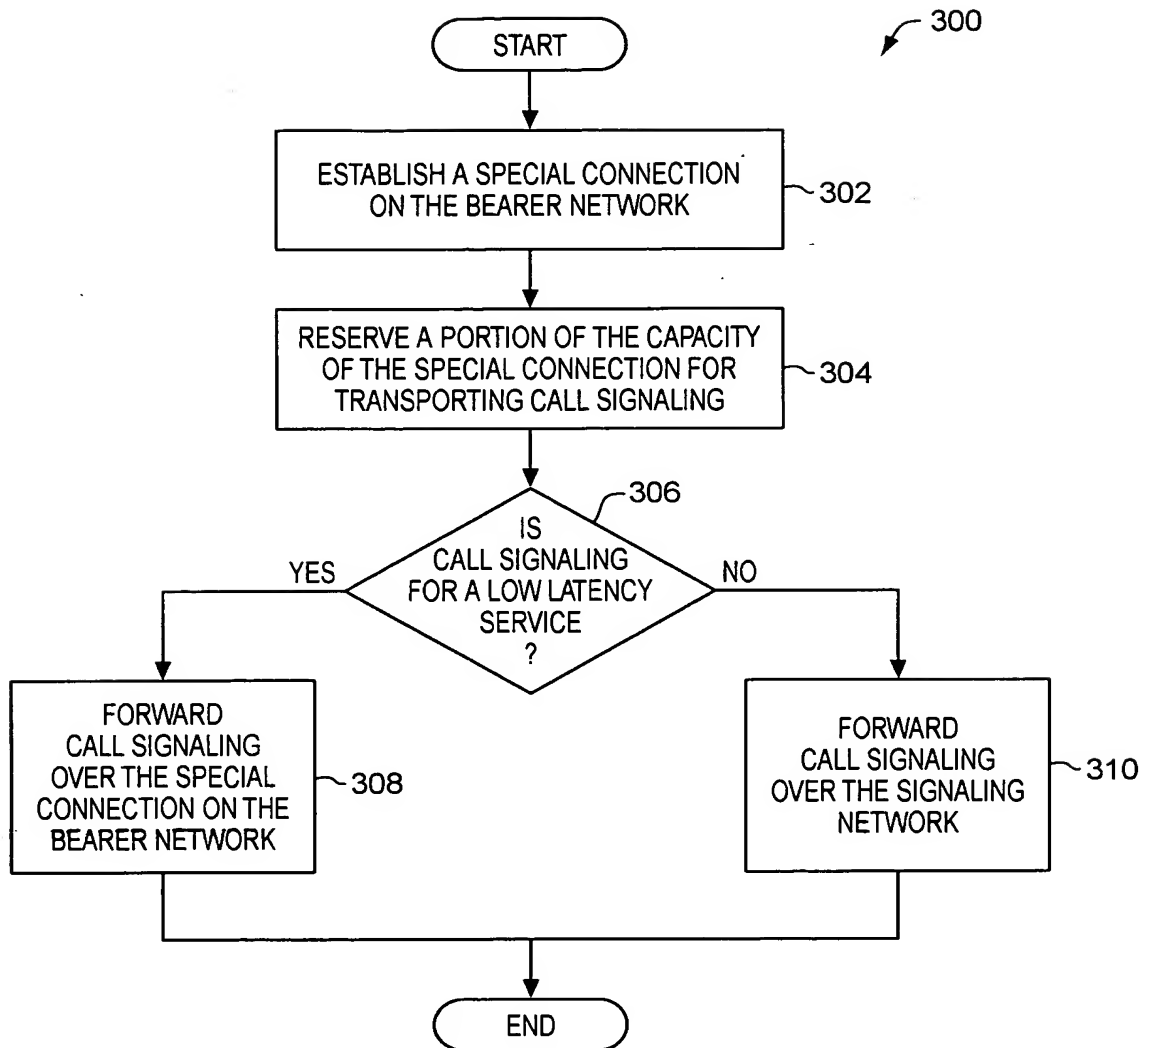 300
START
ESTABLISH A SPECIAL CONNECTION
ON THE BEARER NETWORK
302
RESERVE A PORTION OF THE CAPACITY
OF THE SPECIAL CONNECTION FOR
TRANSPORTING CALL SIGNALING
304
306
IS
CALL SIGNALING
FOR A LOW LATENCY
SERVICE
?
YES
NO
FORWARD
CALL SIGNALING
OVER THE SPECIAL
CONNECTION ON THE
BEARER NETWORK
308
FORWARD
CALL SIGNALING
OVER THE SIGNALING
NETWORK
310
END